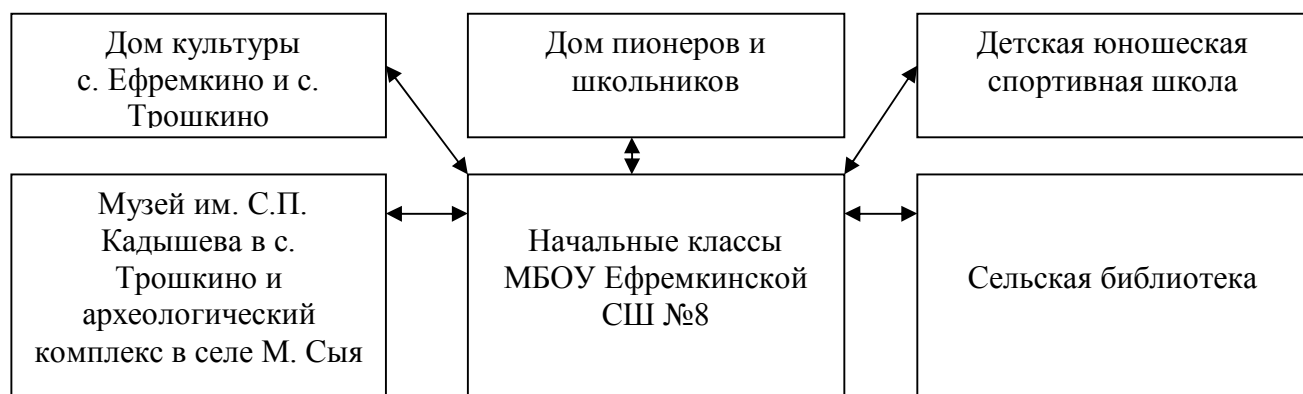 Дом культуры
с. Ефремкино и с.
Трошкино
Дом пионеров и
школьников
Детская юношеская
спортивная школа
Музей им. С.П.
Кадышева в с.
Трошкино и
археологический
комплекс в селе М. Сыя
Начальные классы
МБОУ Ефремкинской
СШ №8
Сельская библиотека